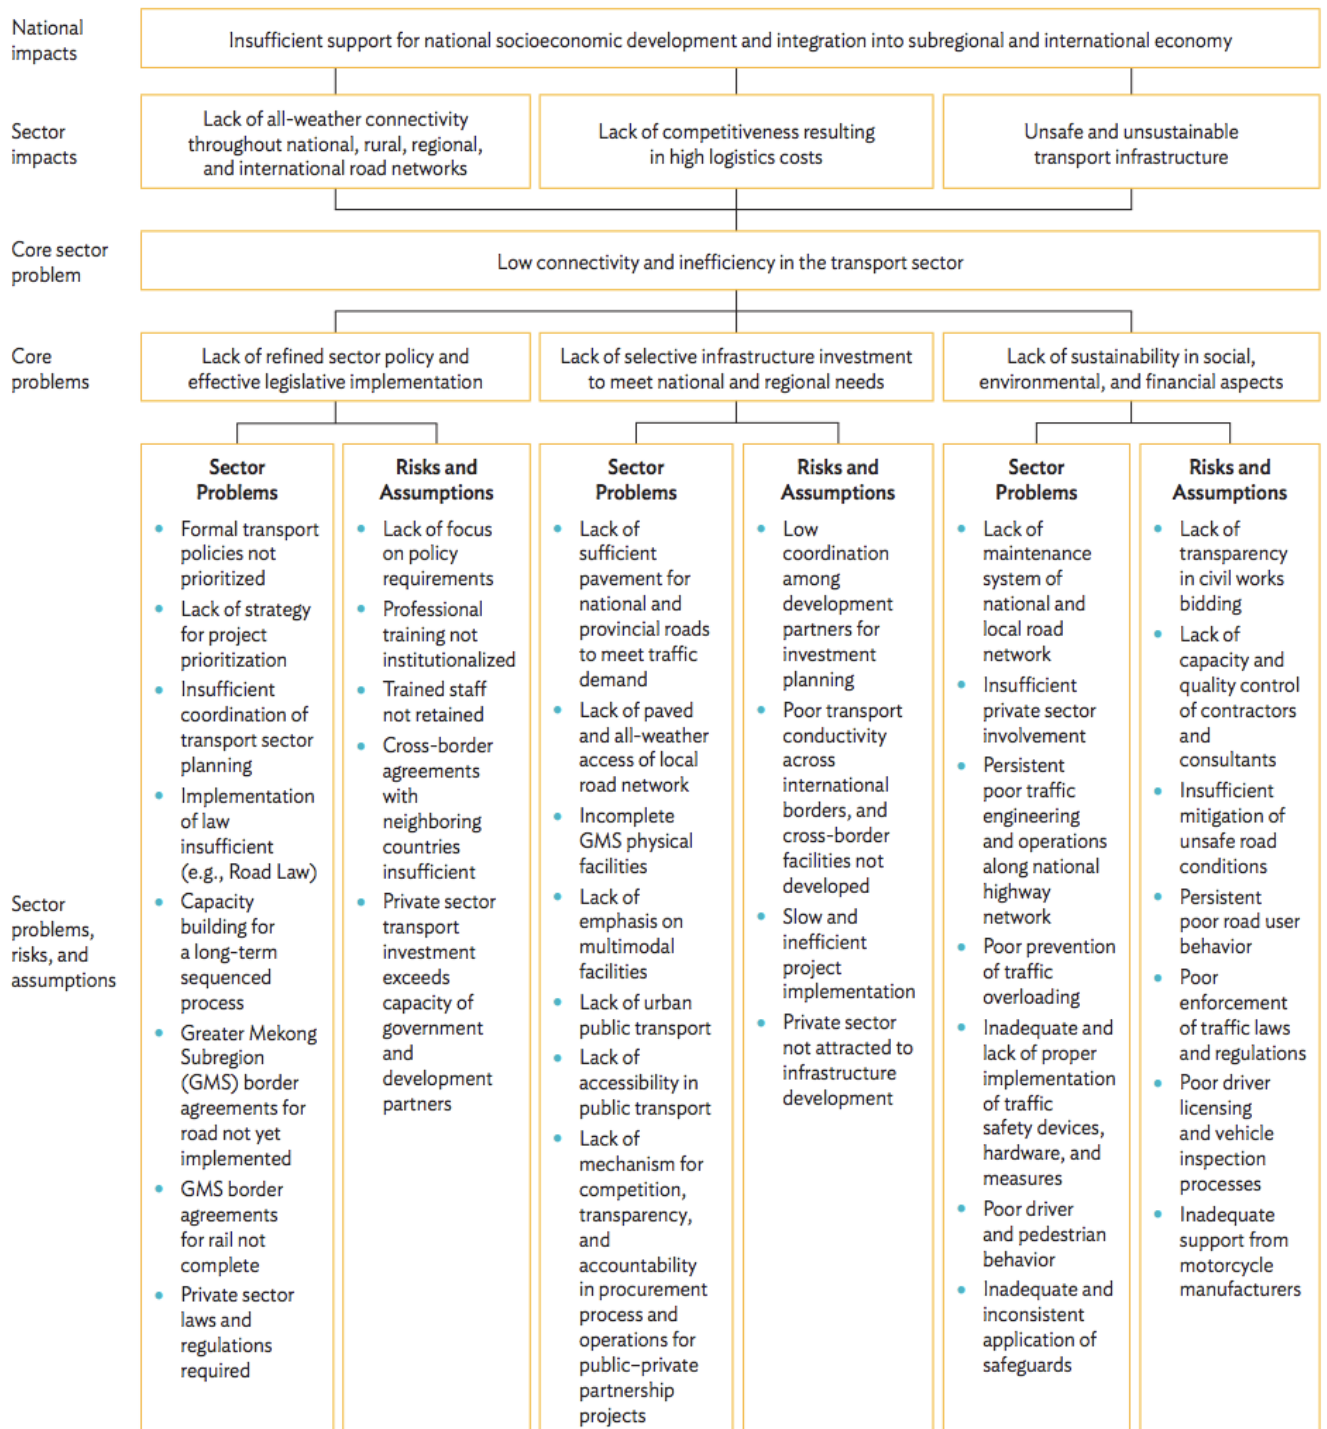 National
impacts
Insufficient support for national socioeconomic development and integration into subregional and international economy
Sector
impacts
Lack of all-weather connectivity
throughout national, rural, regional,
and international road networks
Lack of competitiveness resulting
in high logistics costs
Unsafe and unsustainable
transport infrastructure
Core sector
problem
Low connectivity and inefficiency in the transport sector
Core
problems
Lack of refined sector policy and
effective legislative implementation
Lack of selective infrastructure investment
to meet national and regional needs
Lack of sustainability in social,
environmental, and financial aspects
Sector
problems,
risks, and
assumptions
Sector
Problems
• Formal transport
policies not
prioritized
• Lack of strategy
for project
prioritization
• Insufficient
coordination of
transport sector
planning
• Implementation
of law
insufficient
(e.g., Road Law)
• Capacity
building for
a long-term
sequenced
process
• Greater Mekong
Subregion
(GMS) border
agreements for
road not yet
implemented
• GMS border
agreements
for rail not
complete
• Private sector
laws and
regulations
required
Risks and
Assumptions
• Lack of focus
on policy
requirements
• Professional
training not
institutionalized
• Trained staff
not retained
• Cross-border
agreements
with
neighboring
countries
insufficient
• Private sector
transport
investment
exceeds
capacity of
government
and
development
partners
Sector
Problems
• Lack of
sufficient
pavement for
national and
provincial roads
to meet traffic
demand
• Lack of paved
and all-weather
access of local
road network
• Incomplete
GMS physical
facilities
• Lack of
emphasis on
multimodal
facilities
• Lack of urban
public transport
• Lack of
accessibility in
public transport
• Lack of
mechanism for
competition,
transparency,
and
accountability
in procurement
process and
operations for
public–private
partnership
projects
Risks and
Assumptions
• Low
coordination
among
development
partners for
investment
planning
• Poor transport
conductivity
across
international
borders, and
cross-border
facilities not
developed
• Slow and
inefficient
project
implementation
• Private sector
not attracted to
infrastructure
development
Sector
Problems
• Lack of
maintenance
system of
national and
local road
network
• Insufficient
private sector
involvement
• Persistent
poor traffic
engineering
and operations
along national
highway
network
• Poor prevention
of traffic
overloading
• Inadequate and
lack of proper
implementation
of traffic
safety devices,
hardware, and
measures
• Poor driver
and pedestrian
behavior
• Inadequate and
inconsistent
application of
safeguards
Risks and
Assumptions
• Lack of
transparency
in civil works
bidding
• Lack of
capacity and
quality control
of contractors
and
consultants
• Insufficient
mitigation of
unsafe road
conditions
• Persistent
poor road user
behavior
• Poor
enforcement
of traffic laws
and regulations
• Poor driver
licensing
and vehicle
inspection
processes
• Inadequate
support from
motorcycle
manufacturers